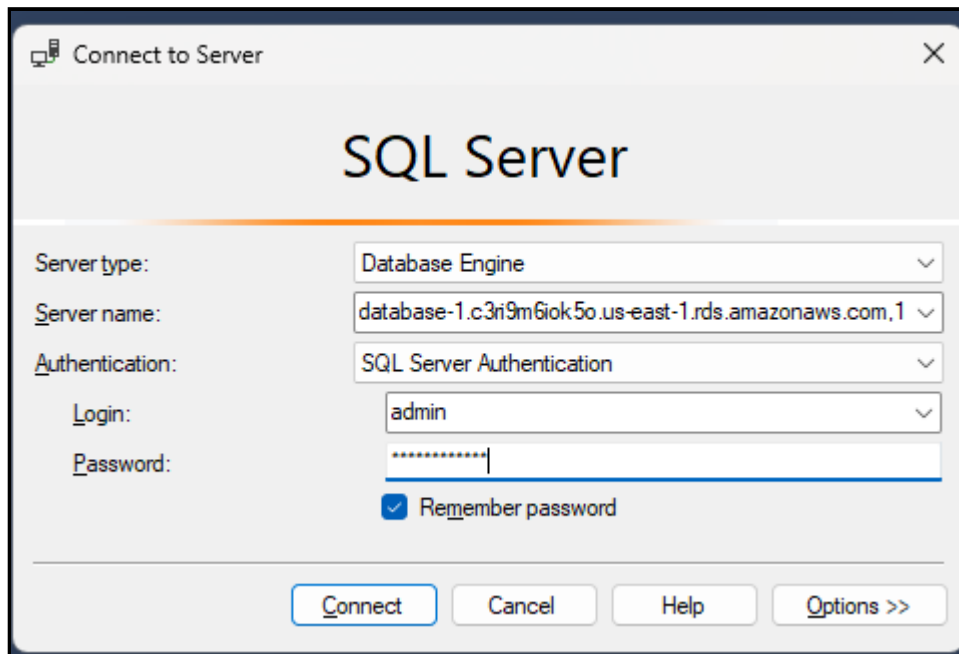 Connect to Server
SQL Server
Server type: Database Engine
Server name: database-1.c3ri9m6iok5o.us-east-1.rds.amazonaws.com,1
Authentication: SQL Server Authentication
Login: admin
Password: ************
Remember password
Connect Cancel Help Options >>